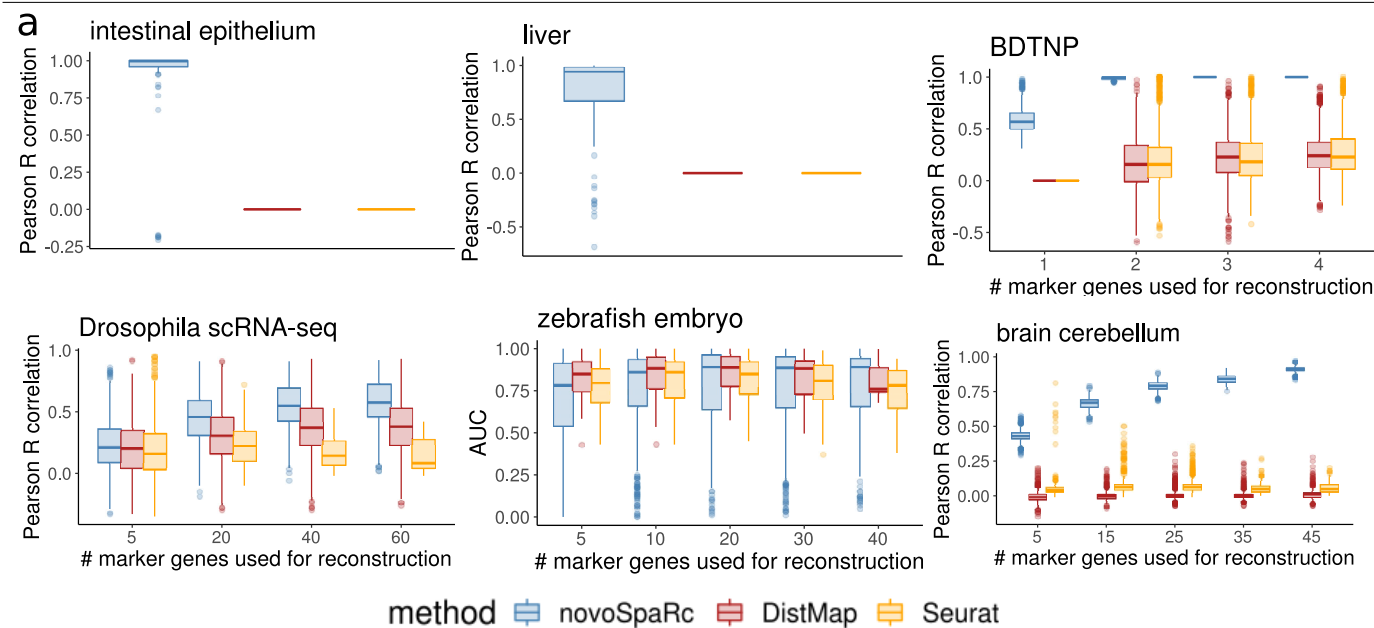 a
intestinal epithelium
Pearson R correlation
1.00
0.75
0.50
0.25
0.00
-0.25
liver
Pearson R correlation
1.0
0.5
0.0
-0.5
BDTNP
Pearson R correlation
1.0
0.5
0.0
-0.5
1 2 3 4
# marker genes used for reconstruction
Drosophila scRNA-seq
Pearson R correlation
1.0
0.5
0.0
5 20 40 60
# marker genes used for reconstruction
zebrafish embryo
AUC
1.00
0.75
0.50
0.25
0.00
5 10 20 30 40
# marker genes used for reconstruction
brain cerebellum
Pearson R correlation
1.00
0.75
0.50
0.25
0.00
5 15 25 35 45
# marker genes used for reconstruction
method novoSpaRc DistMap Seurat